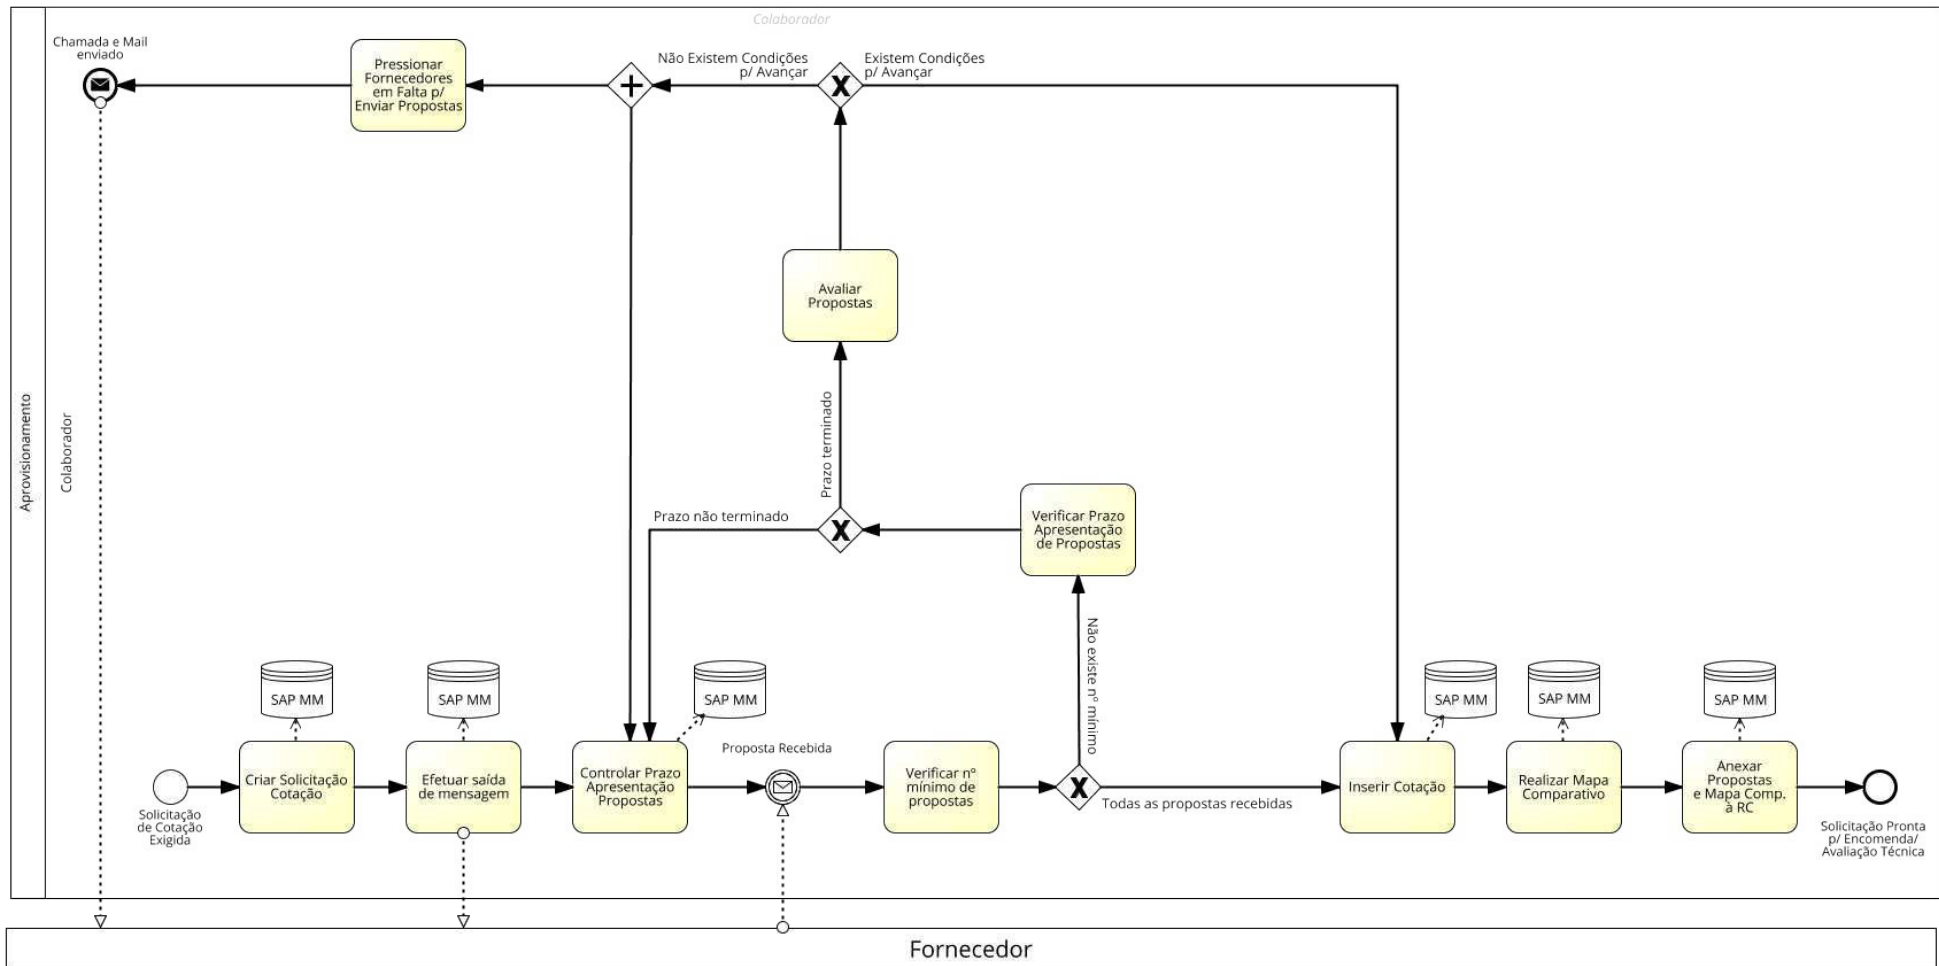 Colaborador
Chamada e Mail
enviado
Pressionar
Fornecedores
em Falta p/
Enviar Propostas
Não Existem Condições
p/ Avançar
Existem Condições
p/ Avançar
Avaliar
Propostas
Prazo terminado
Aprovisionamento
Colaborador
Prazo não terminado
Verificar Prazo
Apresentação
de Propostas
Não existe nº mínimo
SAP MM
SAP MM
SAP MM
SAP MM
SAP MM
SAP MM
Proposta Recebida
Solicitação
de Cotação
Exigida
Criar Solicitação
Cotação
Efetuar saída
de mensagem
Controlar Prazo
Apresentação
Propostas
Verificar nº
mínimo de
propostas
Todas as propostas recebidas
Inserir Cotação
Realizar Mapa
Comparativo
Anexar
Propostas
e Mapa Comp.
à RC
Solicitação Pronta
p/ Encomenda/
Avaliação Técnica
Fornecedor